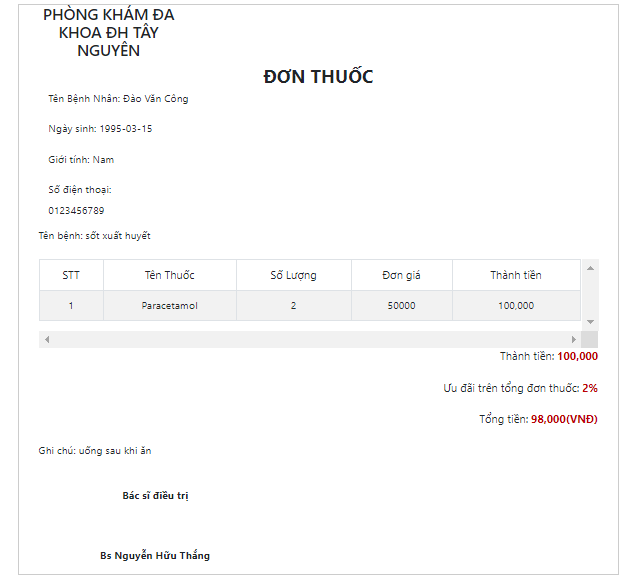 PHÒNG KHÁM ĐA
KHOA ĐH TÂY
NGUYÊN
ĐƠN THUỐC
Tên Bệnh Nhân: Đào Văn Công
Ngày sinh: 1995-03-15
Giới tính: Nam
Số điện thoại:
0123456789
Tên bệnh: sốt xuất huyết
STT Tên Thuốc Số Lượng Đơn giá Thành tiền
1 Paracetamol 2 50000 100,000
Thành tiền: 100,000
Ưu đãi trên tổng đơn thuốc: 2%
Tổng tiền: 98,000(VNĐ)
Ghi chú: uống sau khi ăn
Bác sĩ điều trị
Bs Nguyễn Hữu Thắng